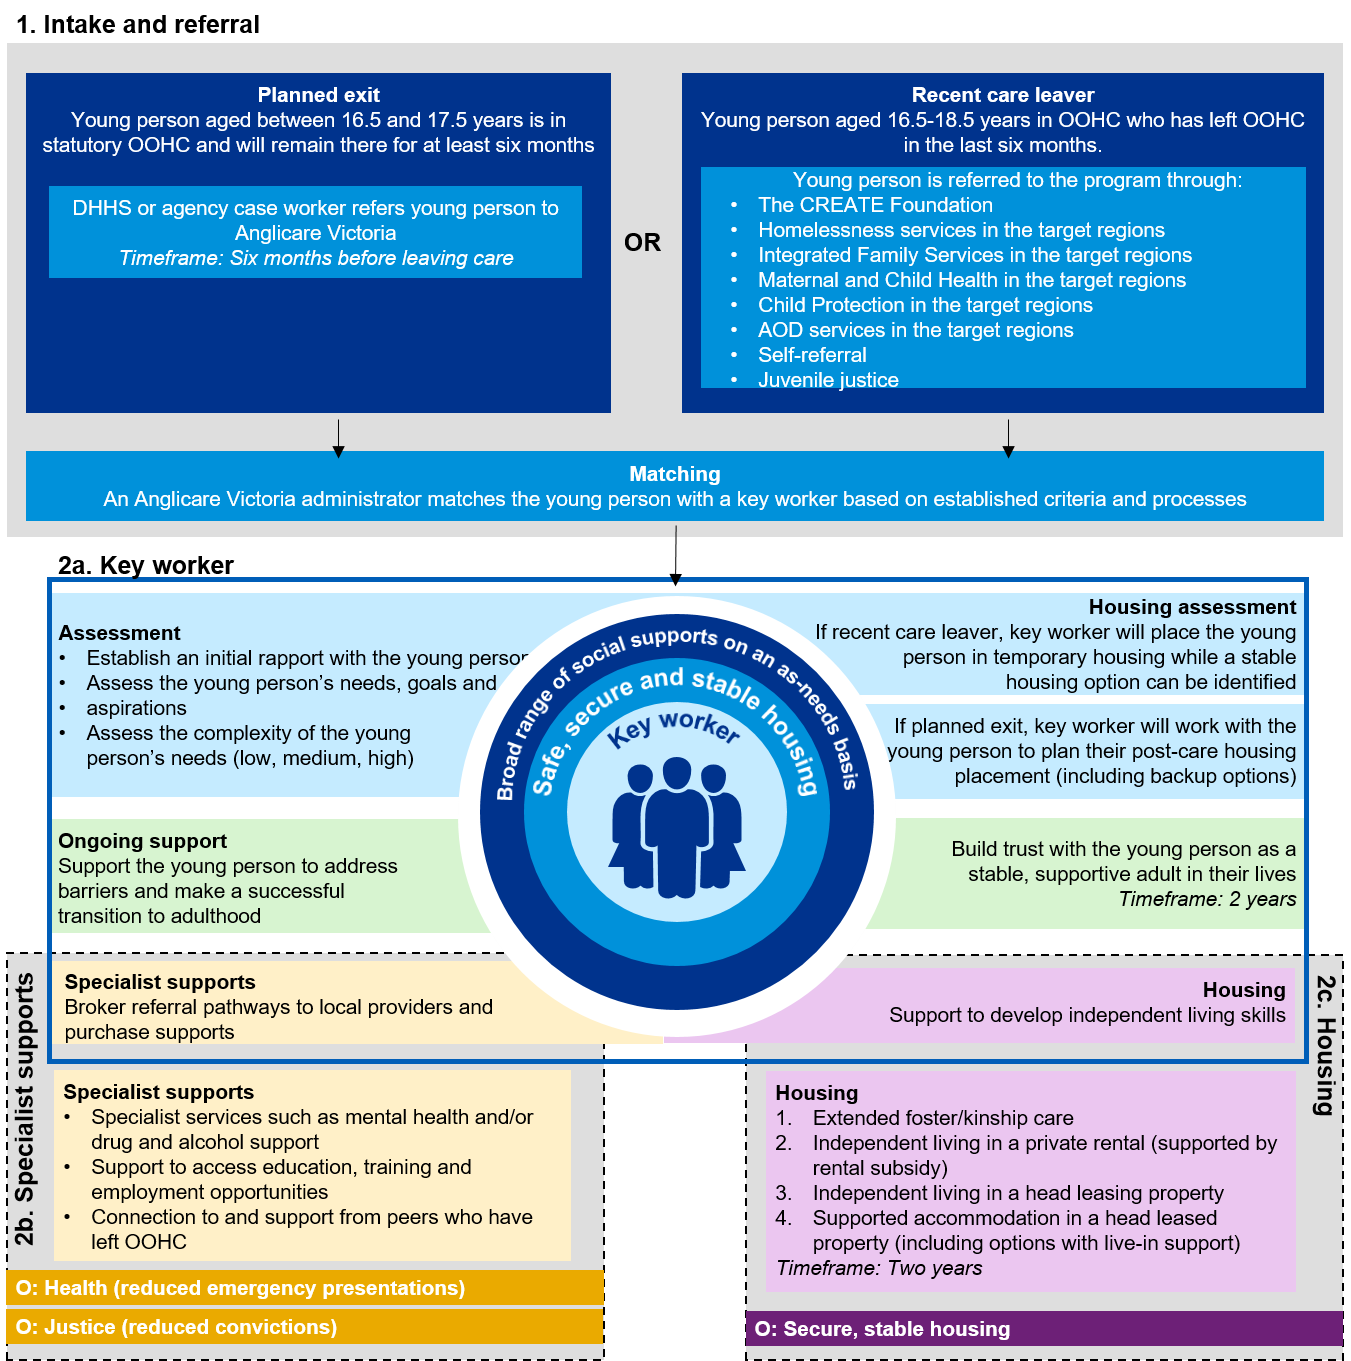 1. Intake and referral
Planned exit
Young person aged between 16.5 and 17.5 years is in
statutory OOHC and will remain there for at least six months
DHHS or agency case worker refers young person to
Anglicare Victoria
Timeframe: Six months before leaving care
OR
Recent care leaver
Young person aged 16.5-18.5 years in OOHC who has left OOHC
in the last six months.
Young person is referred to the program through:
• The CREATE Foundation
• Homelessness services in the target regions
• Integrated Family Services in the target regions
• Maternal and Child Health in the target regions
• Child Protection in the target regions
• AOD services in the target regions
• Self-referral
• Juvenile justice
Matching
An Anglicare Victoria administrator matches the young person with a key worker based on established criteria and processes
2a. Key worker
Assessment
• Establish an initial rapport with the young person
• Assess the young person's needs, goals and
• aspirations
• Assess the complexity of the young
person's needs (low, medium, high)
Broad range of social supports on an as-needs basis
Safe, secure and stable housing
Key worker
Housing assessment
If recent care leaver, key worker will place the young
person in temporary housing while a stable
housing option can be identified
If planned exit, key worker will work with the
young person to plan their post-care housing
placement (including backup options)
Ongoing support
Support the young person to address
barriers and make a successful
transition to adulthood
Build trust with the young person as a
stable, supportive adult in their lives
Timeframe: 2 years
2b. Specialist supports
Specialist supports
Broker referral pathways to local providers and
purchase supports
Specialist supports
• Specialist services such as mental health and/or
drug and alcohol support
• Support to access education, training and
employment opportunities
• Connection to and support from peers who have
left OOHC
O: Health (reduced emergency presentations)
O: Justice (reduced convictions)
2c. Housing
Housing
Support to develop independent living skills
Housing
1. Extended foster/kinship care
2. Independent living in a private rental (supported by
rental subsidy)
3. Independent living in a head leasing property
4. Supported accommodation in a head leased
property (including options with live-in support)
Timeframe: Two years
O: Secure, stable housing